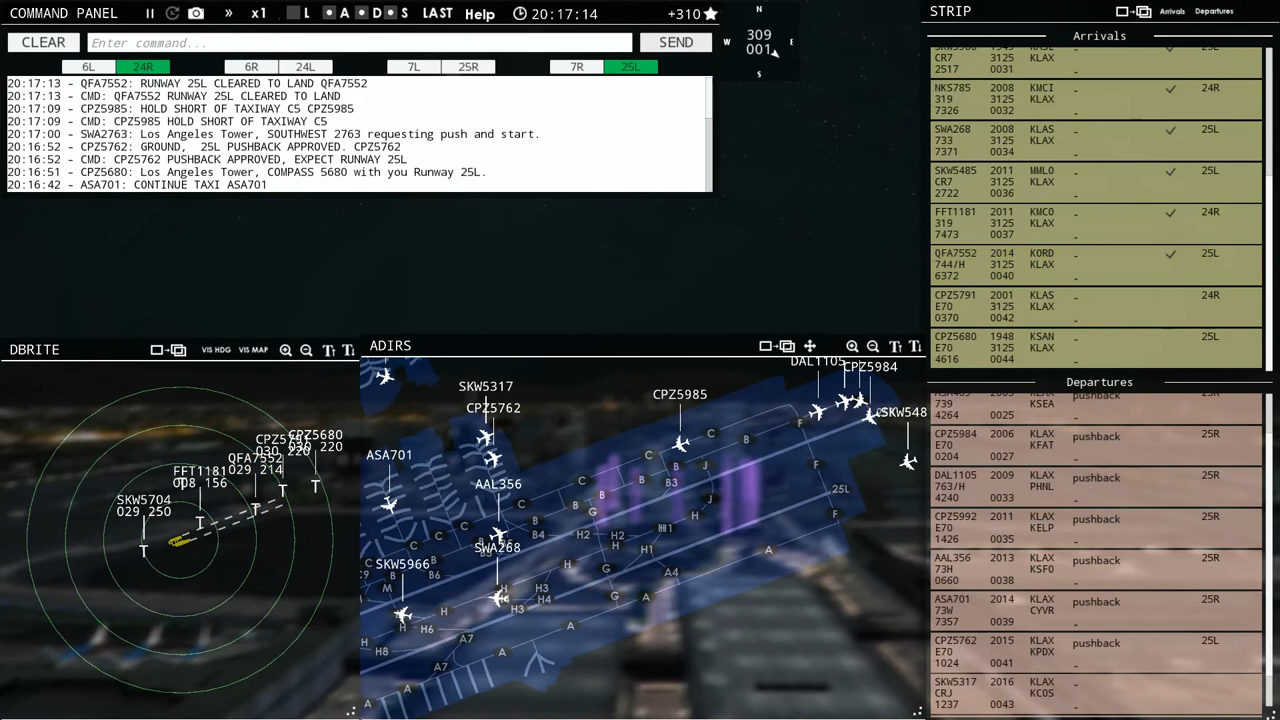 COMMAND PANEL x1 L A D S LAST Help 20:17:14 +310
CLEAR Enter command... SEND
6L 24R 6R 24L 7L 25R 7R 25L
20:17:13 - QFA7552: RUNWAY 25L CLEARED TO LAND QFA7552
20:17:13 - CMD: QFA7552 RUNWAY 25L CLEARED TO LAND
20:17:09 - CPZ5985: HOLD SHORT OF TAXIWAY C5 CPZ5985
20:17:09 - CMD: CPZ5985 HOLD SHORT OF TAXIWAY C5
20:17:00 - SWA2763: Los Angeles Tower, SOUTHWEST 2763 requesting push and start.
20:16:52 - CPZ5762: GROUND, 25L PUSHBACK APPROVED, CPZ5762
20:16:52 - CMD: CPZ5762 PUSHBACK APPROVED, EXPECT RUNWAY 25L
20:16:51 - CPZ5680: Los Angeles Tower, COMPASS 5680 with you Runway 25L.
20:16:42 - ASA701: CONTINUE TAXI ASA701
N
W 309 E
001
S
DBRITE VIS HDG VIS MAP
CPZ5680
030 220
QFA7552
029 214
FFT1181
008 156
SKW5704
029 250
ADIRS
DAL1105
CPZ5984
SKW5317
CPZ5762
CPZ5985
SKW548
ASA701
AAL356
SWA268
SKW5966
STRIP Arrivals Departures
Arrivals
CR7 3125 KLAX
2517 0031
NKS785 2008 KMCI - 24R
319 3125 KLAX
7326 0032 -
SWA268 2008 KLAS - 25L
733 3125 KLAX
7371 0034 -
SKW5485 2011 MMLO - 25L
CR7 3125 KLAX
2722 0036 -
FFT1181 2011 KMCO - 24R
319 3125 KLAX
7473 0037 -
QFA7552 2014 KORD - 25L
744/H 3125 KLAX
6372 0040 -
CPZ5791 2001 KLAS - 24R
E70 3125 KLAX
0370 0042 -
CPZ5680 1948 KSAN - 25L
E70 3125 KLAX
4616 0044 -
Departures
739 KSEA pushback
4264 0025 -
CPZ5984 2006 KLAX pushback 25R
E70 KFAT
0204 0027 -
DAL1105 2009 KLAX pushback 25R
763/H PHNL
4240 0033 -
CPZ5992 2011 KLAX pushback 25R
E70 KELP
1426 0035 -
AAL356 2013 KLAX pushback 25R
73H KSFO
0660 0038 -
ASA701 2014 KLAX pushback 25R
73W CYVR
7357 0039 -
CPZ5762 2015 KLAX pushback 25L
E70 KPDX
1024 0041 -
SKW5317 2016 KLAX -
CRJ KCOS
1237 0043 -